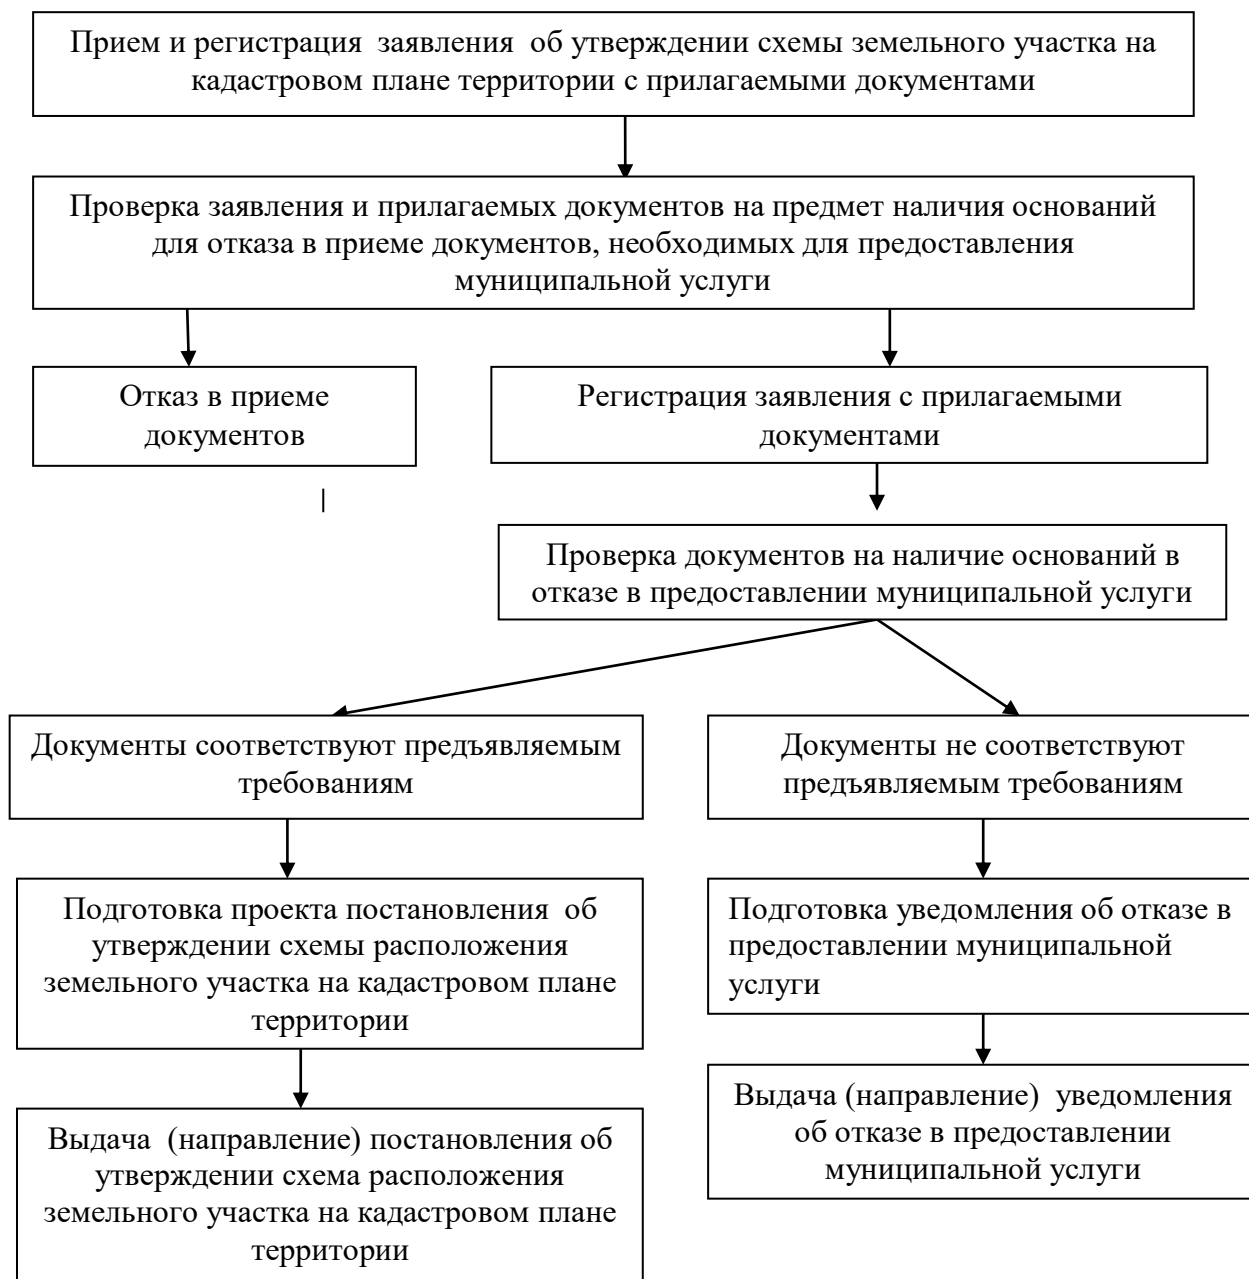 Прием и регистрация  заявления  об утверждении схемы земельного участка на
кадастровом плане территории с прилагаемыми документами
Проверка заявления и прилагаемых документов на предмет наличия оснований
для отказа в приеме документов, необходимых для предоставления
муниципальной услуги
Отказ в приеме
документов
Регистрация заявления с прилагаемыми
документами
Проверка документов на наличие оснований в
отказе в предоставлении муниципальной услуги
Документы соответствуют предъявляемым
требованиям
Документы не соответствуют
предъявляемым требованиям
Подготовка проекта постановления  об
утверждении схемы расположения
земельного участка на кадастровом плане
территории
Подготовка уведомления об отказе в
предоставлении муниципальной
услуги
Выдача  (направление) постановления об
утверждении схема расположения
земельного участка на кадастровом плане
территории
Выдача (направление)  уведомления
об отказе в предоставлении
муниципальной услуги